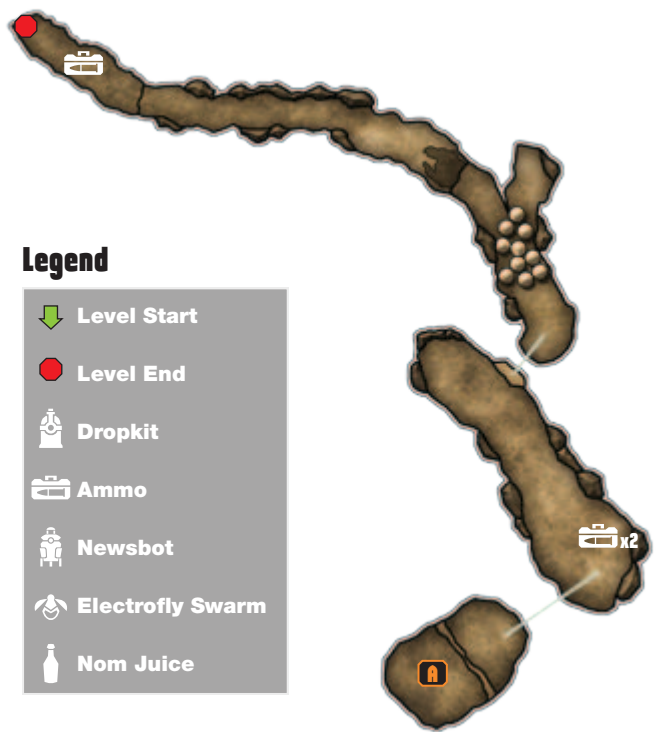 Legend
Level Start
Level End
Dropkit
Ammo
Newsbot
Electrofly Swarm
Nom Juice
x2
A